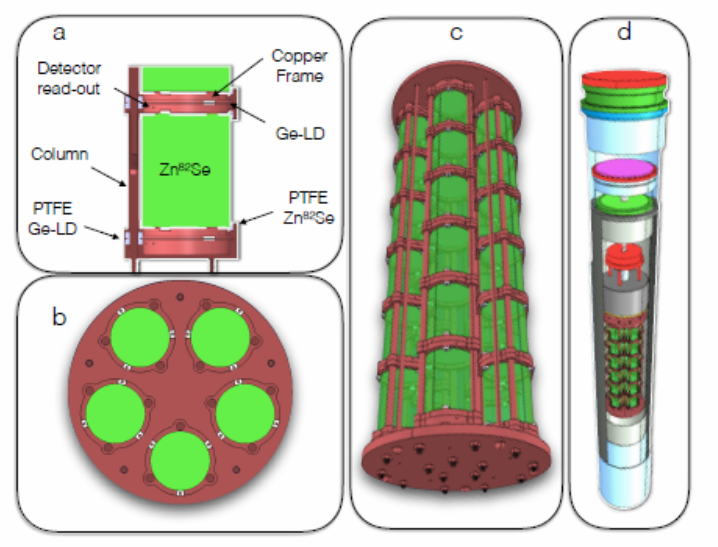 a
Detector
read-out
Copper
Frame
Ge-LD
Column
Zn⁸²Se
PTFE
Ge-LD
PTFE
Zn⁸²Se
b
c
d